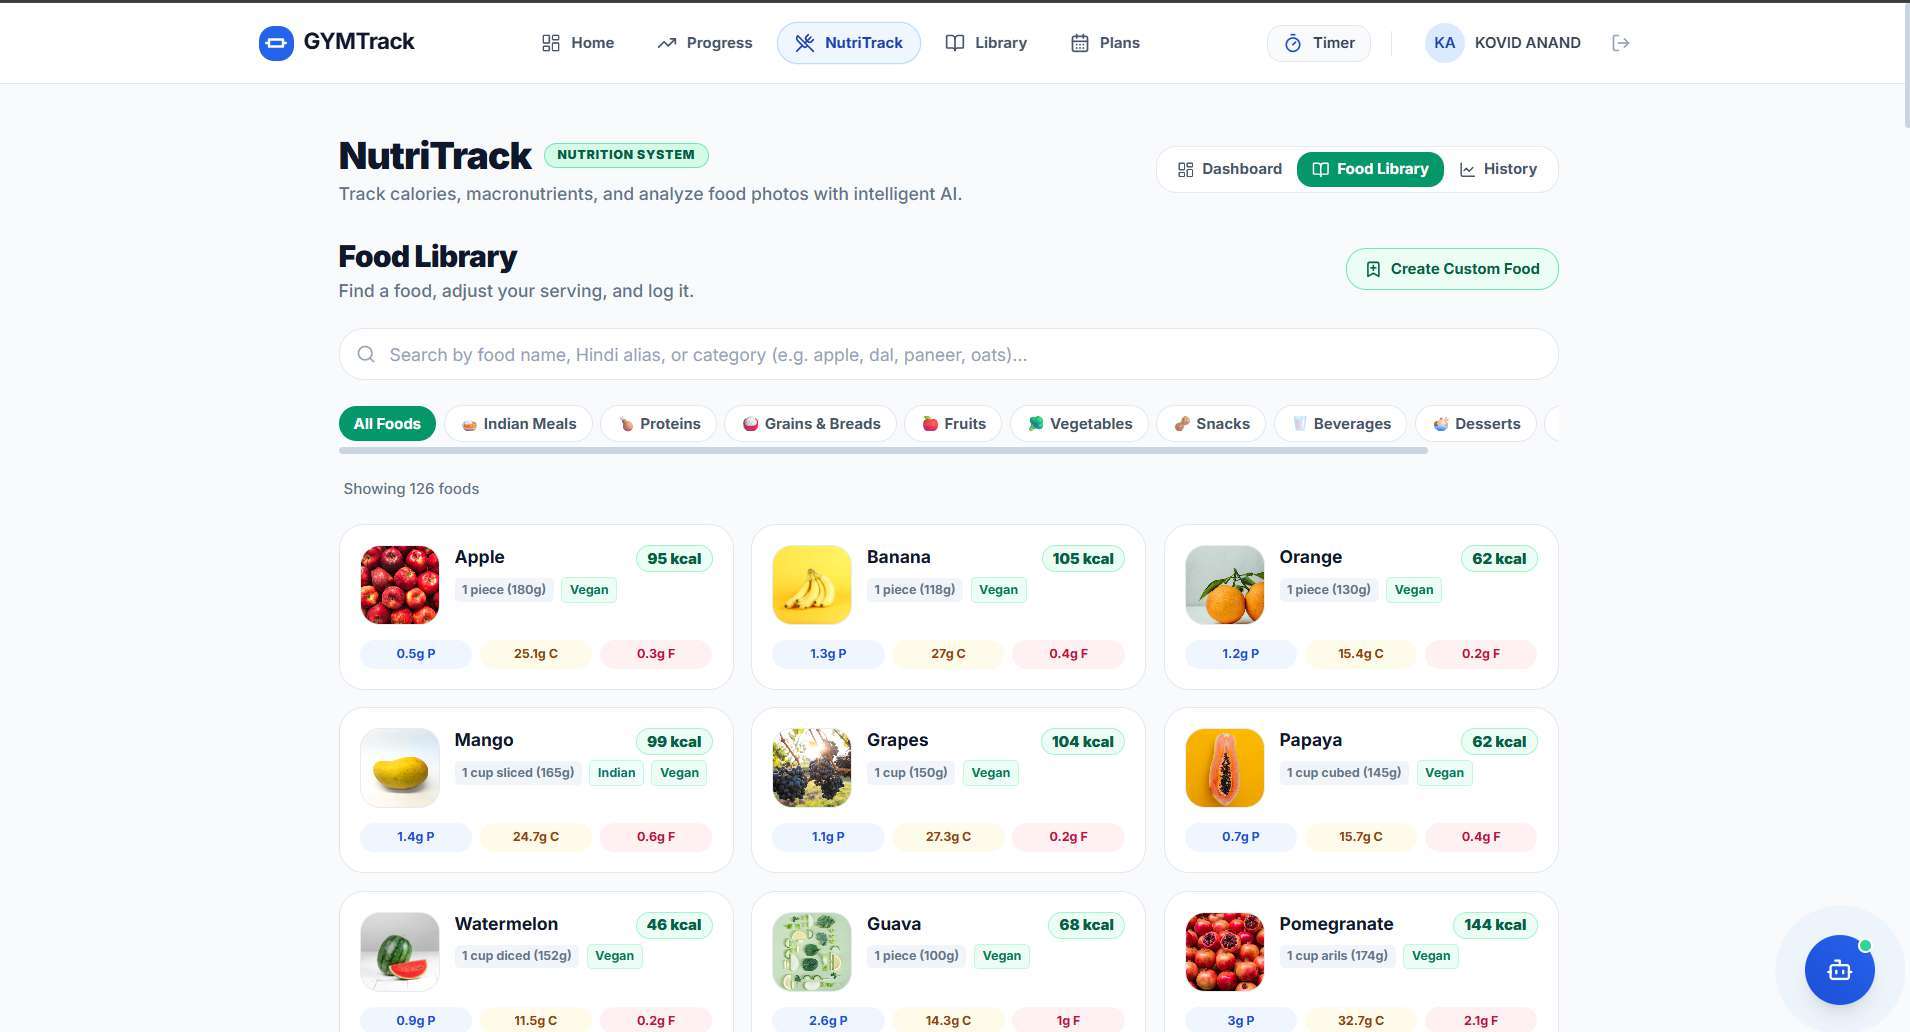 GYMTrack
Home
Progress
NutriTrack
Library
Plans
Timer
KA
KOVID ANAND
NutriTrack
NUTRITION SYSTEM
Track calories, macronutrients, and analyze food photos with intelligent AI.
Dashboard
Food Library
History
Food Library
Find a food, adjust your serving, and log it.
Create Custom Food
Search by food name, Hindi alias, or category (e.g. apple, dal, paneer, oats)...
All Foods
Indian Meals
Proteins
Grains & Breads
Fruits
Vegetables
Snacks
Beverages
Desserts
Showing 126 foods
Apple
95 kcal
1 piece (180g)
Vegan
0.5g P
25.1g C
0.3g F
Banana
105 kcal
1 piece (118g)
Vegan
1.3g P
27g C
0.4g F
Orange
62 kcal
1 piece (130g)
Vegan
1.2g P
15.4g C
0.2g F
Mango
99 kcal
1 cup sliced (165g)
Indian
Vegan
1.4g P
24.7g C
0.6g F
Grapes
104 kcal
1 cup (150g)
Vegan
1.1g P
27.3g C
0.2g F
Papaya
62 kcal
1 cup cubed (145g)
Vegan
0.7g P
15.7g C
0.4g F
Watermelon
46 kcal
1 cup diced (152g)
Vegan
0.9g P
11.5g C
0.2g F
Guava
68 kcal
1 piece (100g)
Vegan
2.6g P
14.3g C
1g F
Pomegranate
144 kcal
1 cup arils (174g)
Vegan
3g P
32.7g C
2.1g F